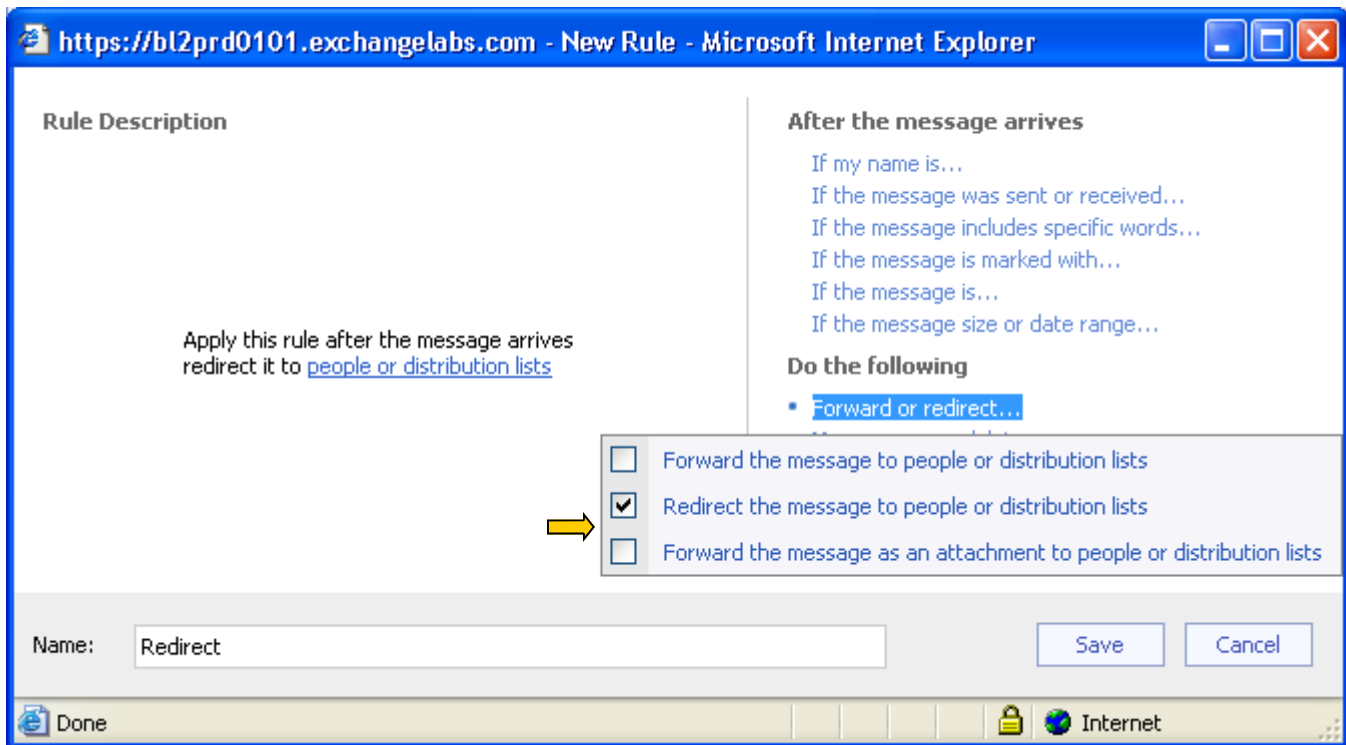 https://bl2prd0101.exchangelabs.com - New Rule - Microsoft Internet Explorer
Rule Description
Apply this rule after the message arrives
redirect it to people or distribution lists
After the message arrives
If my name is...
If the message was sent or received...
If the message includes specific words...
If the message is marked with...
If the message is...
If the message size or date range...
Do the following
• Forward or redirect...
Forward the message to people or distribution lists
Redirect the message to people or distribution lists
Forward the message as an attachment to people or distribution lists
Name:
Redirect
Save
Cancel
Done
Internet